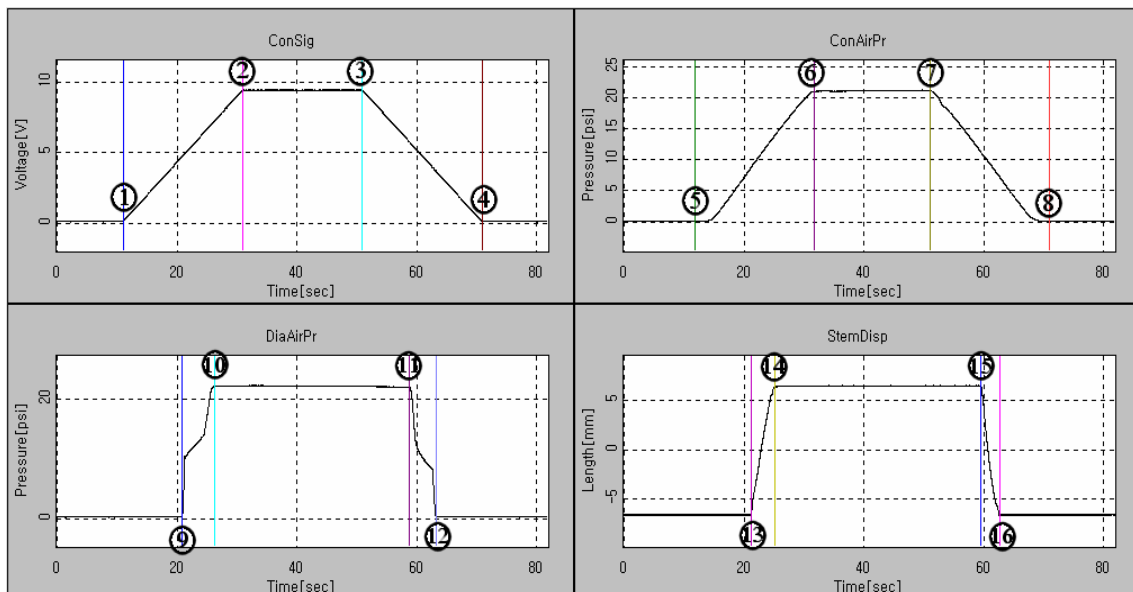 ConSig
Voltage[V]
10
5
0
1
2
3
4
0 20 40 60 80
Time[sec]
ConAirPr
Pressure[psi]
25
20
15
10
5
0
5
6
7
8
0 20 40 60 80
Time[sec]
DiaAirPr
Pressure[psi]
20
0
9
10
11
12
0 20 40 60 80
Time[sec]
StemDisp
Length[mm]
5
0
-5
13
14
15
16
0 20 40 60 80
Time[sec]